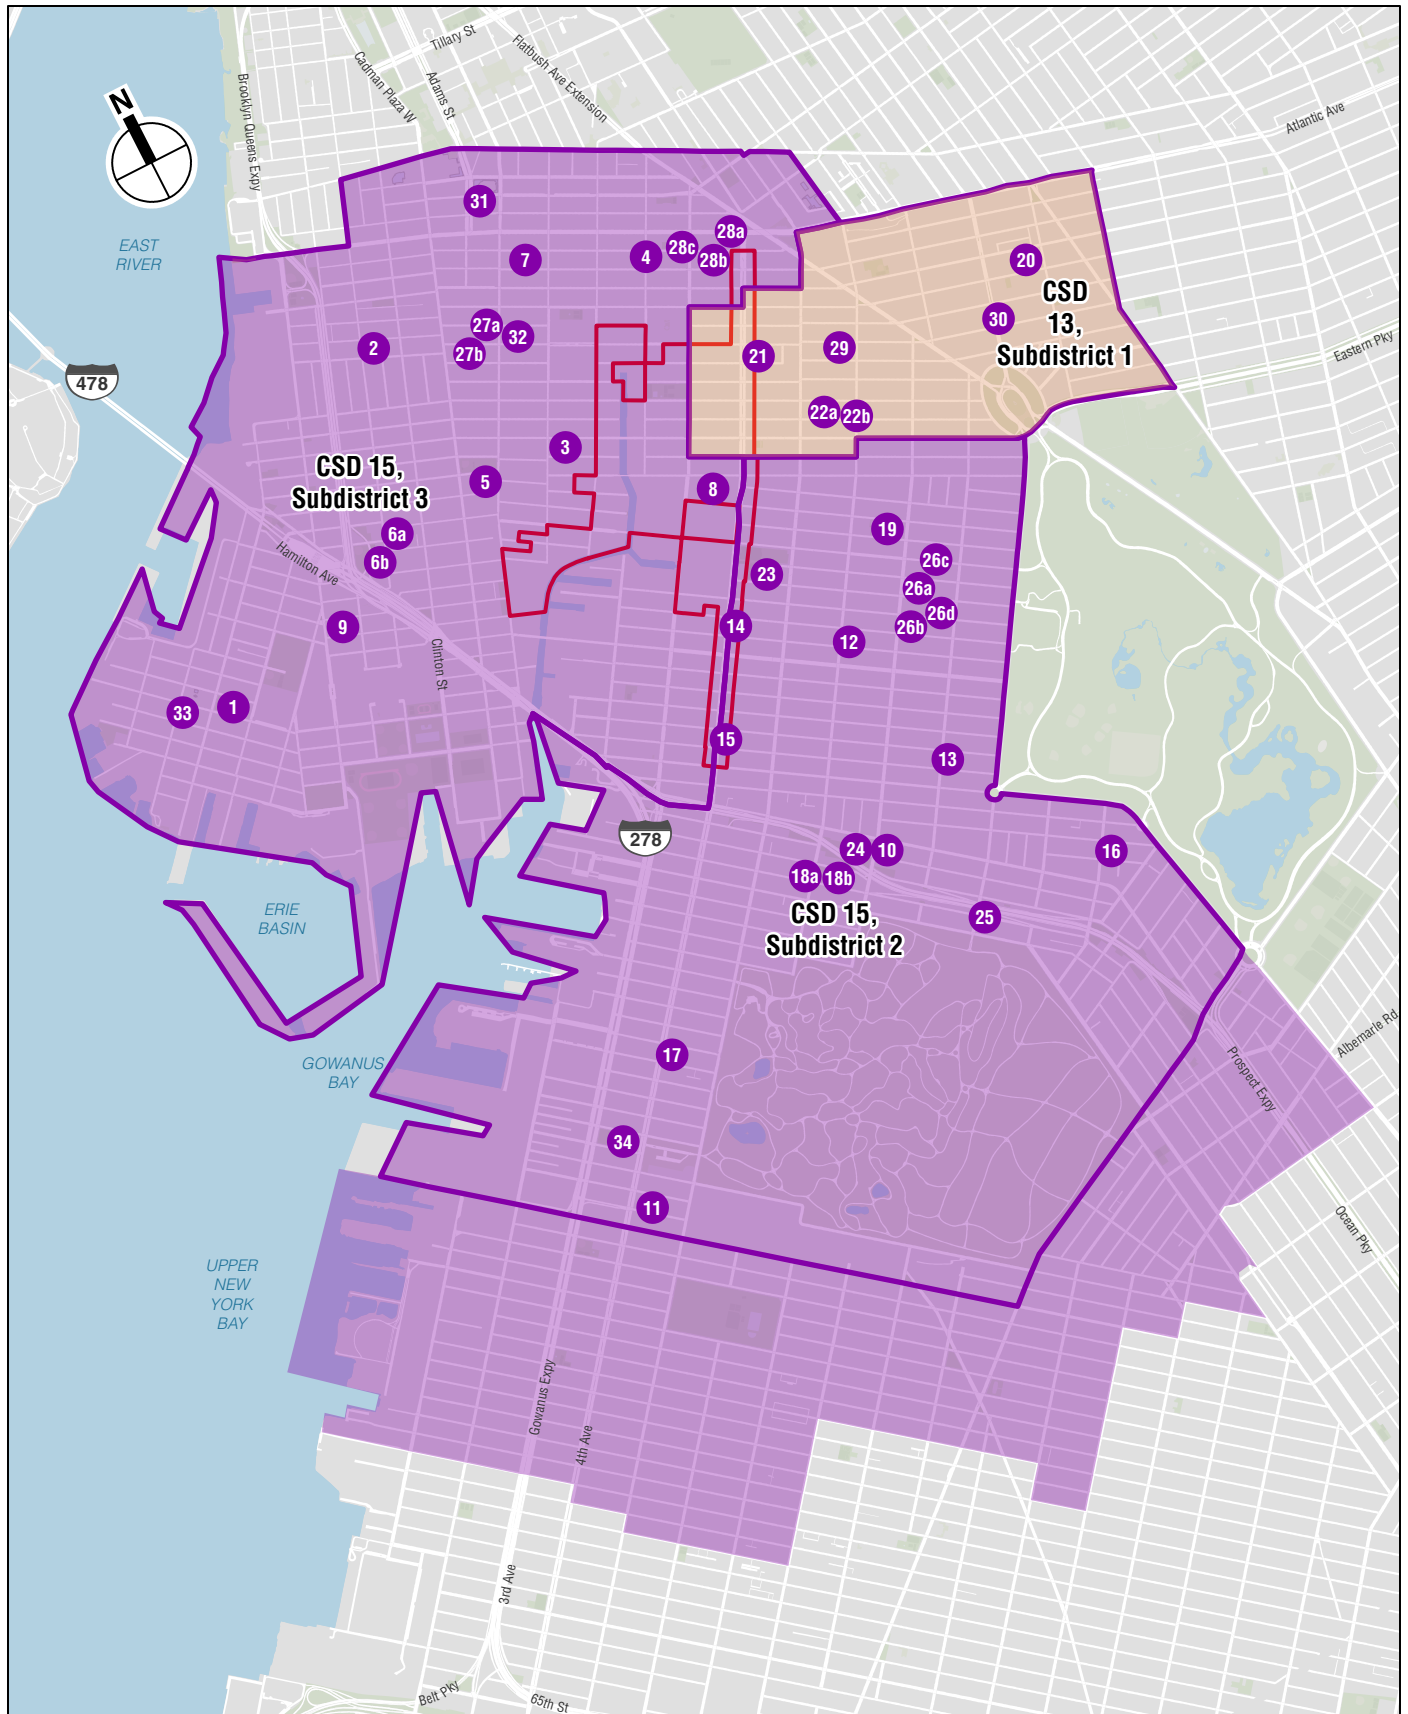 Tillary St
Flatbush Ave Extension
Cadman Plaza W
Adams St
Brooklyn Queens Expy
N
Atlantic Ave
EAST
RIVER
31
7
4
28c
28a
28b
20
CSD
13,
Subdistrict 1
30
27a
32
27b
2
21
29
22a
22b
Eastern Pky
478
3
CSD 15,
Subdistrict 3
5
8
6a
6b
Hamilton Ave
19
26c
26a
26d
26b
23
14
12
9
Clinton St
33
1
15
13
278
24
10
16
18a
18b
CSD 15,
Subdistrict 2
25
ERIE
BASIN
GOWANUS
BAY
17
Albemarle Rd
Prospect Expy
34
11
Ocean Pky
UPPER
NEW
YORK
BAY
Gowanus Expy
4th Ave
3rd Ave
Belt Pky
65th St